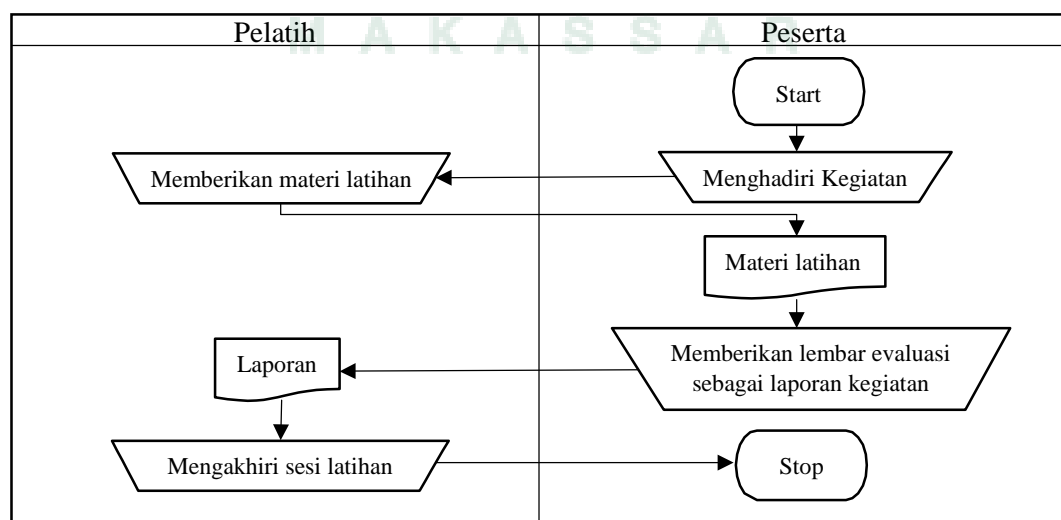 MAKASSAR
Pelatih
Peserta
Start
Menghadiri Kegiatan
Memberikan materi latihan
Materi latihan
Memberikan lembar evaluasi
sebagai laporan kegiatan
Laporan
Mengakhiri sesi latihan
Stop